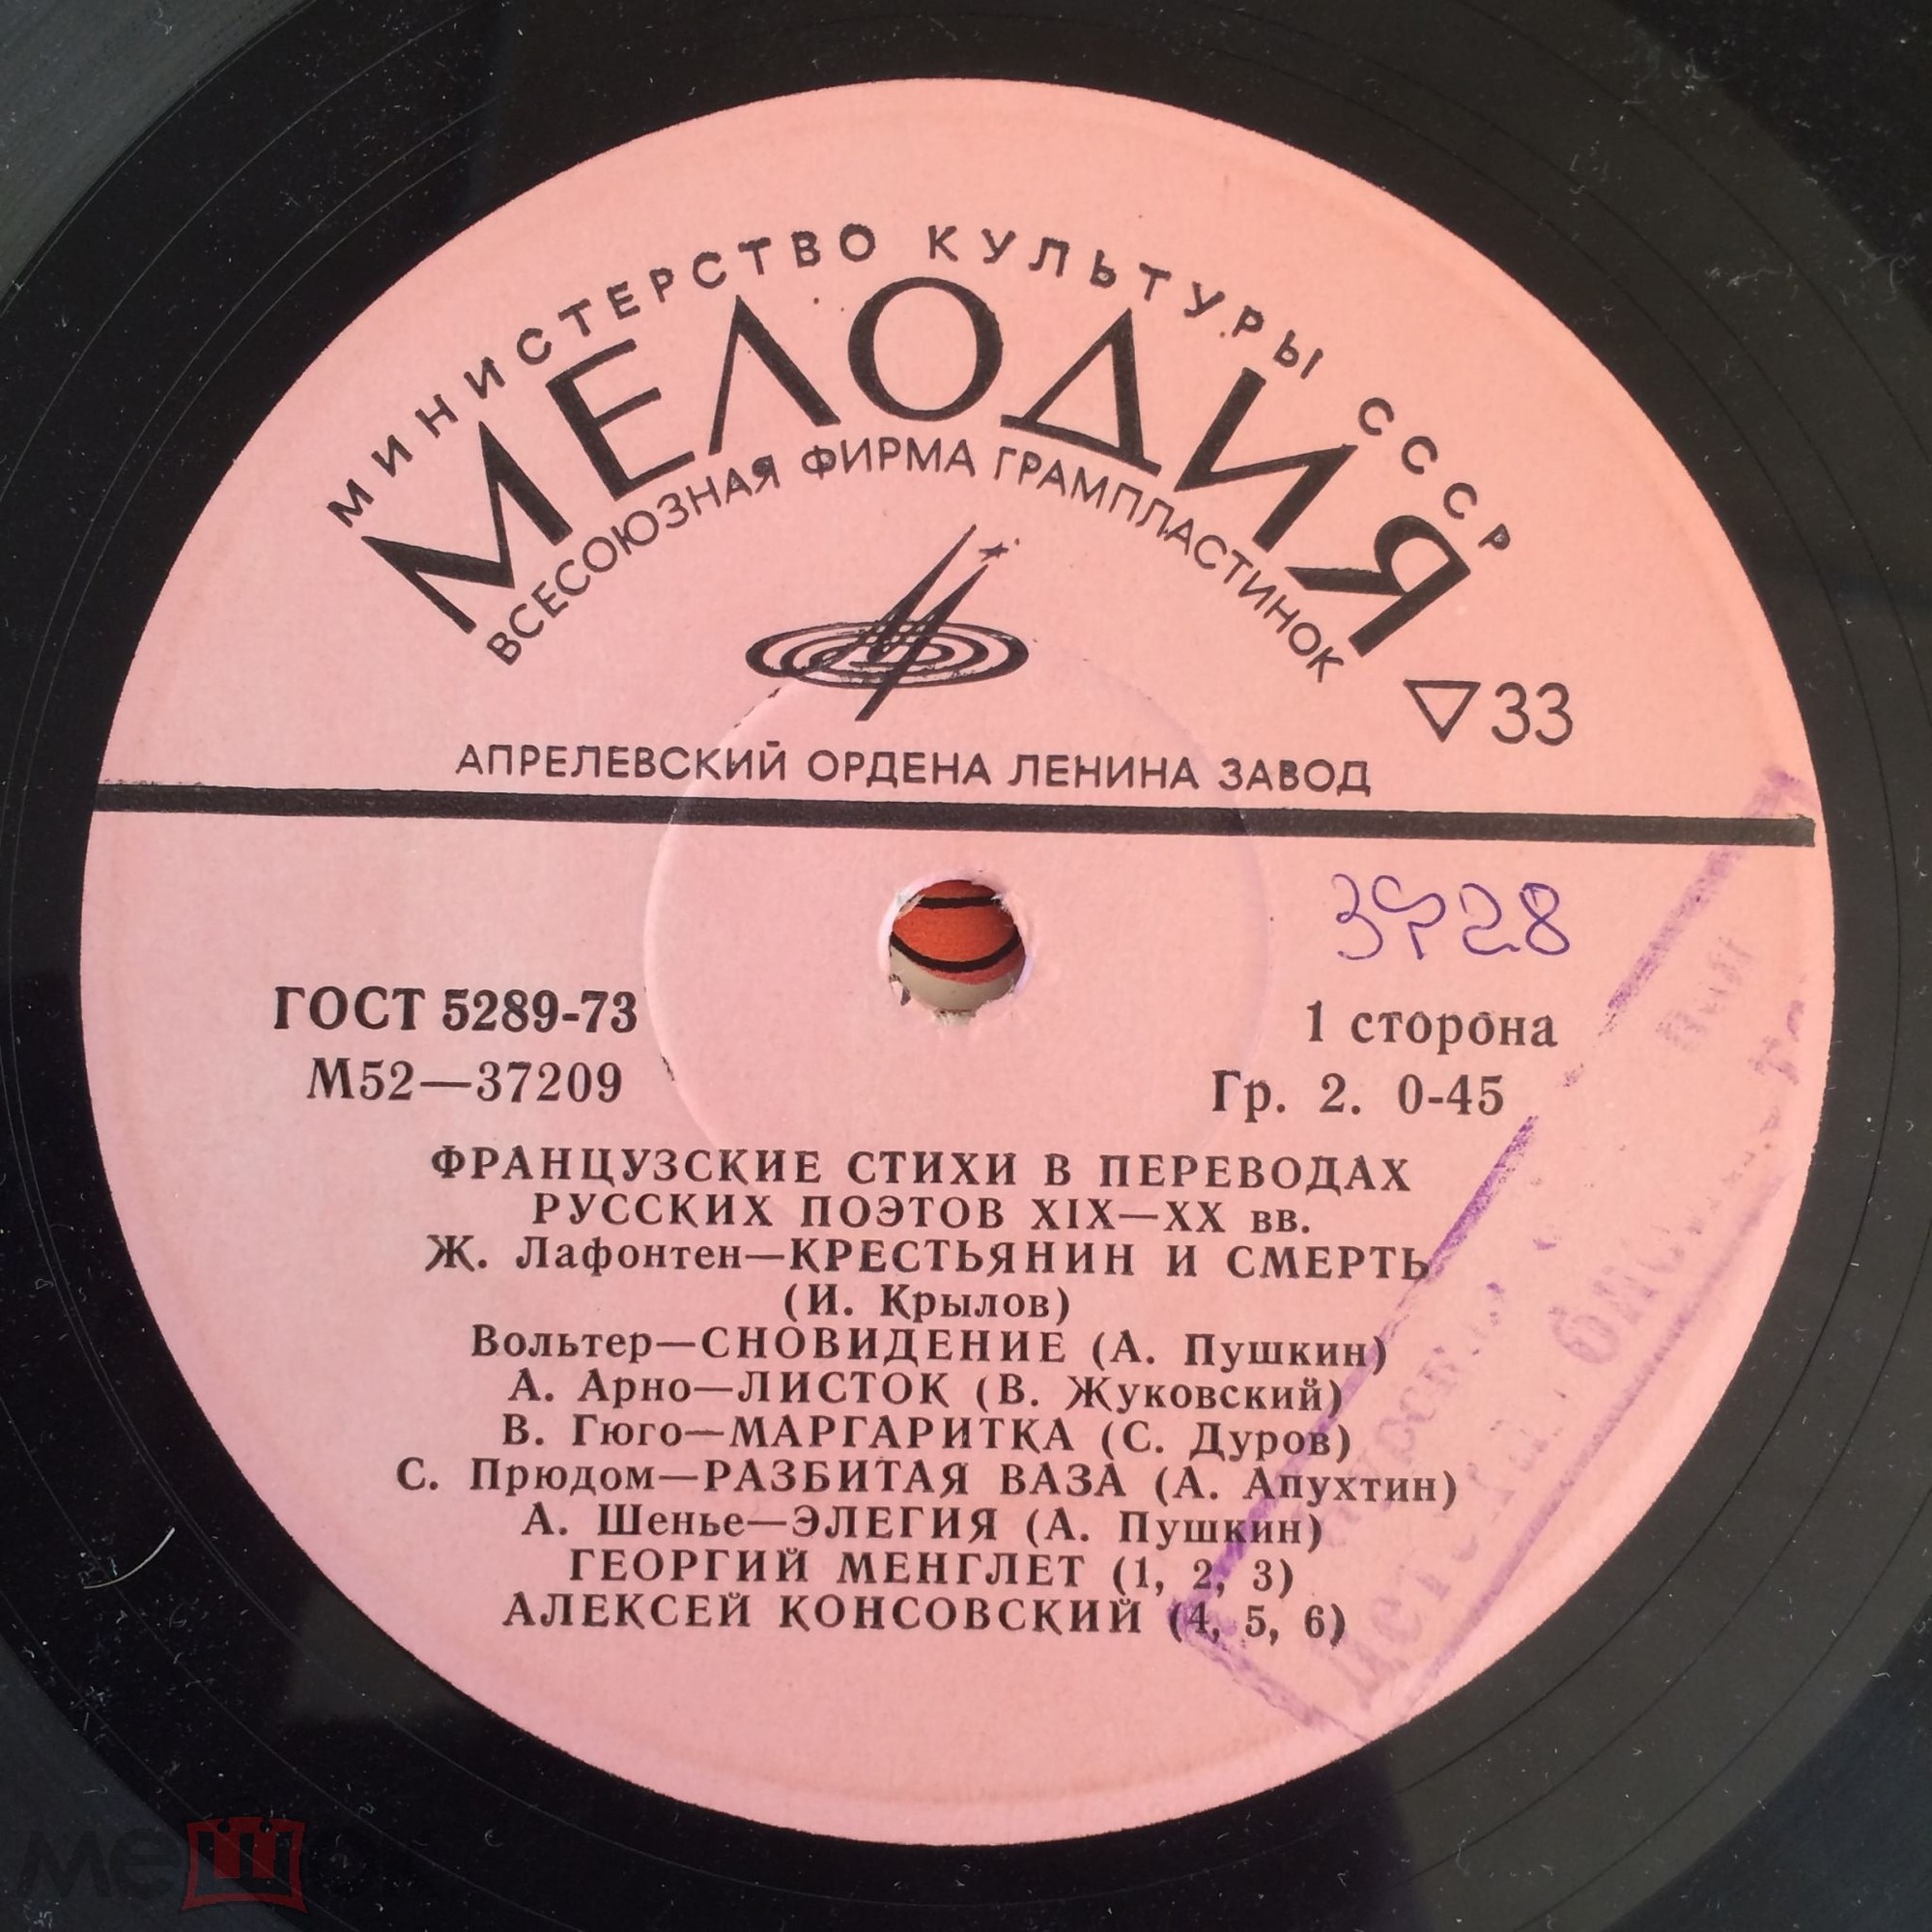 МИНИСТЕРСТВО КУЛЬТУРЫ СССР
МЕЛОДИЯ
ВСЕСОЮЗНАЯ ФИРМА ГРАМПЛАСТИНОК
33
АПРЕЛЕВСКИЙ ОРДЕНА ЛЕНИНА ЗАВОД
ГОСТ 5289-73
М52—37209
1 сторона
Гр. 2. 0-45
ФРАНЦУЗСКИЕ СТИХИ В ПЕРЕВОДАХ
РУССКИХ ПОЭТОВ XIX—XX вв.
Ж. Лафонтен—КРЕСТЬЯНИН И СМЕРТЬ
(И. Крылов)
Вольтер—СНОВИДЕНИЕ (А. Пушкин)
А. Арно—ЛИСТОК (В. Жуковский)
В. Гюго—МАРГАРИТКА (С. Дуров)
С. Прюдом—РАЗБИТАЯ ВАЗА (А. Апухтин)
А. Шенье—ЭЛЕГИЯ (А. Пушкин)
ГЕОРГИЙ МЕНГЛЕТ (1, 2, 3)
АЛЕКСЕЙ КОНСОВСКИЙ (4, 5, 6)
мешок